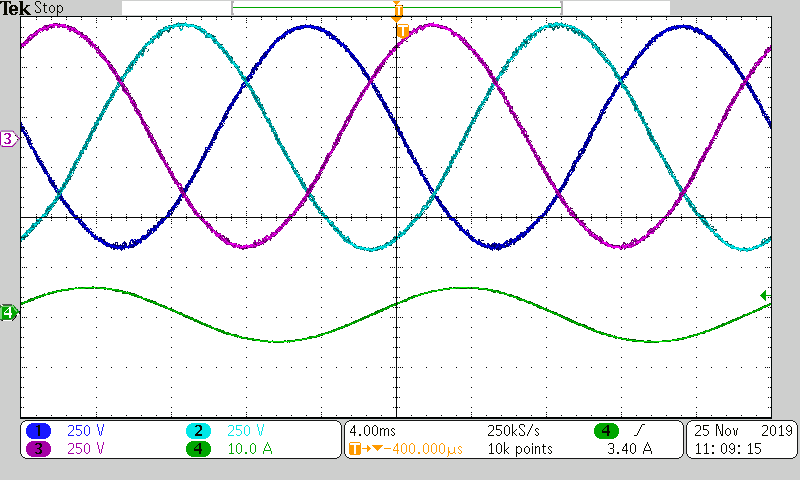 Tek Stop
T
T
3
4
1 250 V 2 250 V
3 250 V 4 10.0 A
4.00ms 250kS/s 4
T→▼−400.000µs 10k points 3.40 A
25 Nov 2019
11:09:15